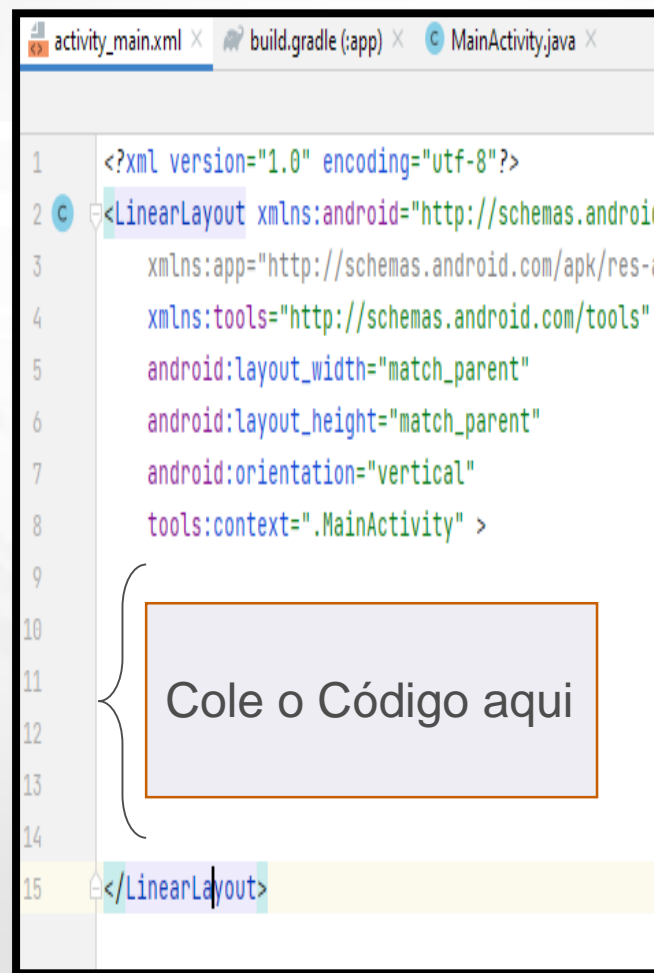 activity_main.xml build.gradle (:app) MainActivity.java
1 <?xml version="1.0" encoding="utf-8"?>
2 <LinearLayout xmlns:android="http://schemas.android
3 xmlns:app="http://schemas.android.com/apk/res-a
4 xmlns:tools="http://schemas.android.com/tools"
5 android:layout_width="match_parent"
6 android:layout_height="match_parent"
7 android:orientation="vertical"
8 tools:context=".MainActivity" >
9
10
11 Cole o Código aqui
12
13
14
15 </LinearLayout>